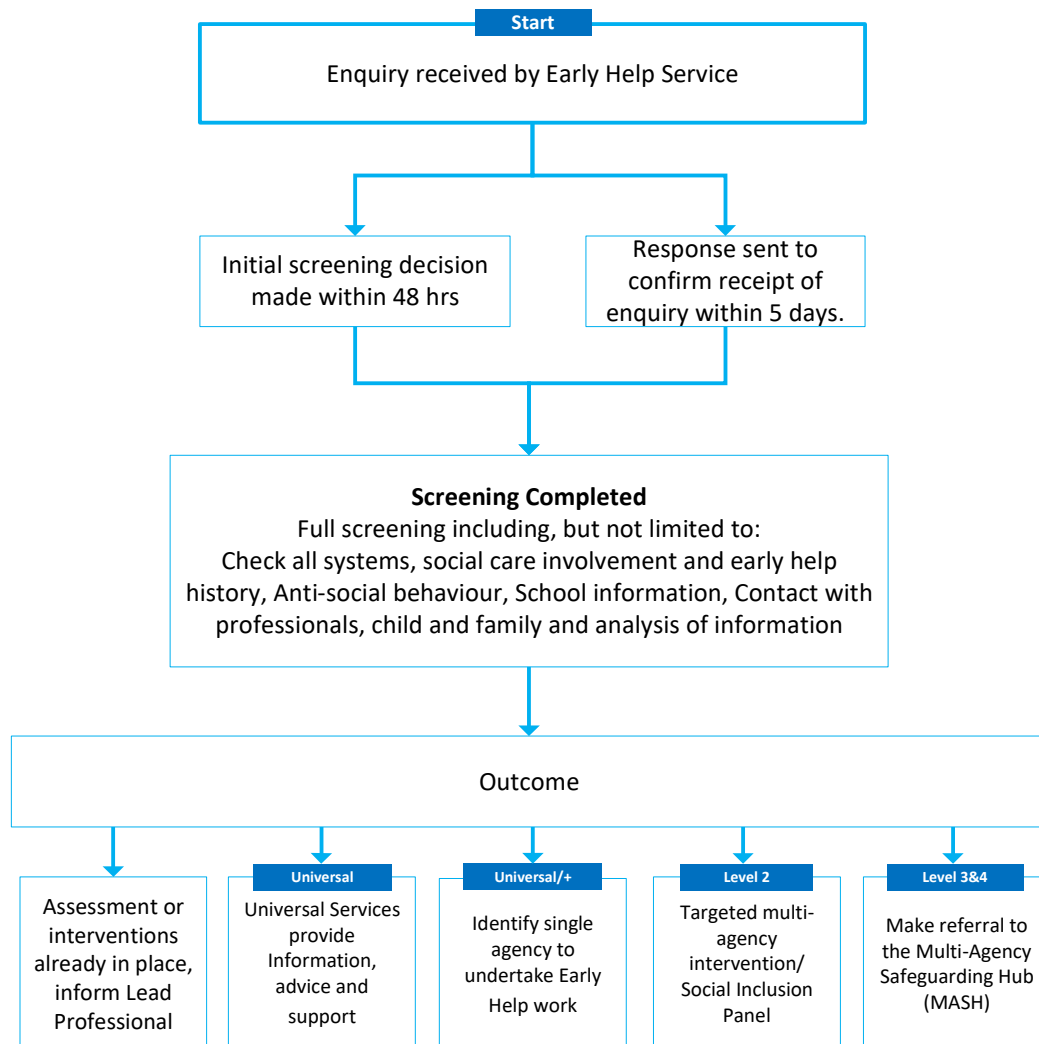 Start
Enquiry received by Early Help Service
Initial screening decision
made within 48 hrs
Response sent to
confirm receipt of
enquiry within 5 days.
Screening Completed
Full screening including, but not limited to:
Check all systems, social care involvement and early help
history, Anti-social behaviour, School information, Contact with
professionals, child and family and analysis of information
Outcome
Assessment or
interventions
already in place,
inform Lead
Professional
Universal
Universal Services
provide
Information,
advice and
support
Universal/+
Identify single
agency to
undertake Early
Help work
Level 2
Targeted multi-
agency
intervention/
Social Inclusion
Panel
Level 3&4
Make referral to
the Multi-Agency
Safeguarding Hub
(MASH)